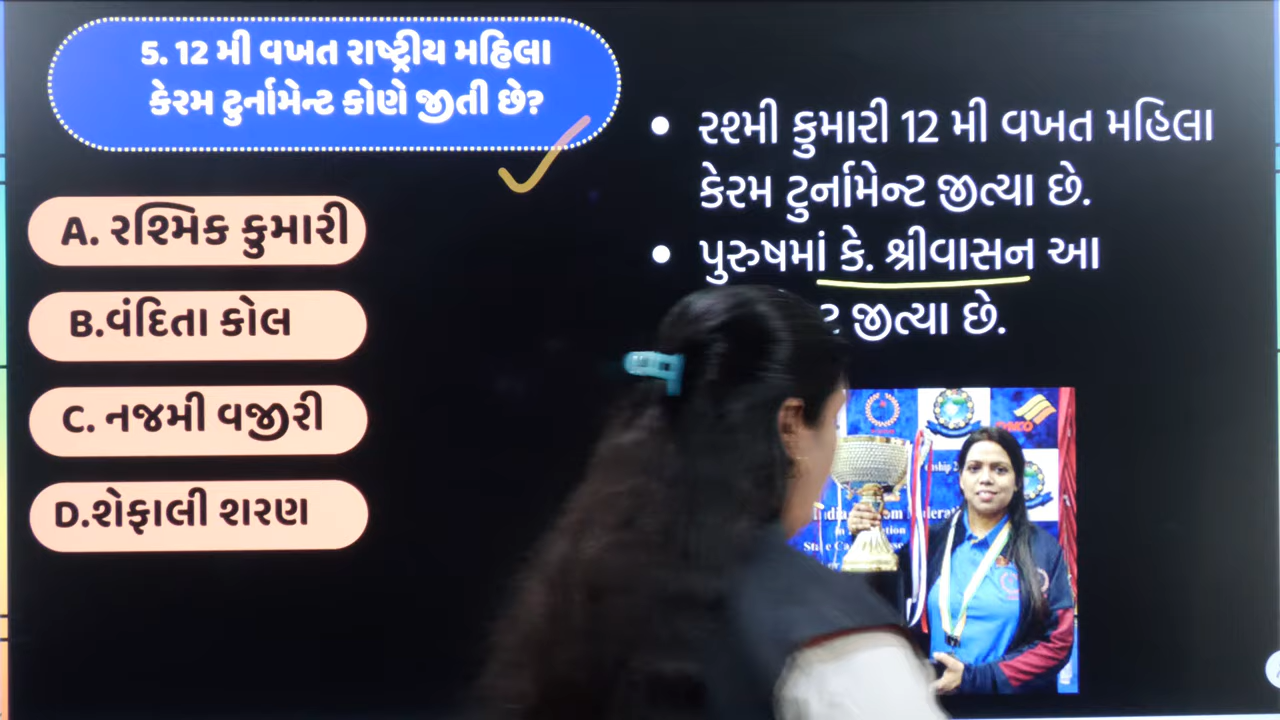 5. 12 મી વખત રાષ્ટ્રીય મહિલા
કેરમ ટુર્નામેન્ટ કોણે જીતી છે?
A. રશ્મિક કુમારી
B.વંદિતા કોલ
C. નજમી વજીરી
D.શેફાલી શરણ
• રશ્મી કુમારી 12 મી વખત મહિલા
કેરમ ટુર્નામેન્ટ જીત્યા છે.
• પુરુષમાં કે. શ્રીવાસન આ
જીત્યા છે.